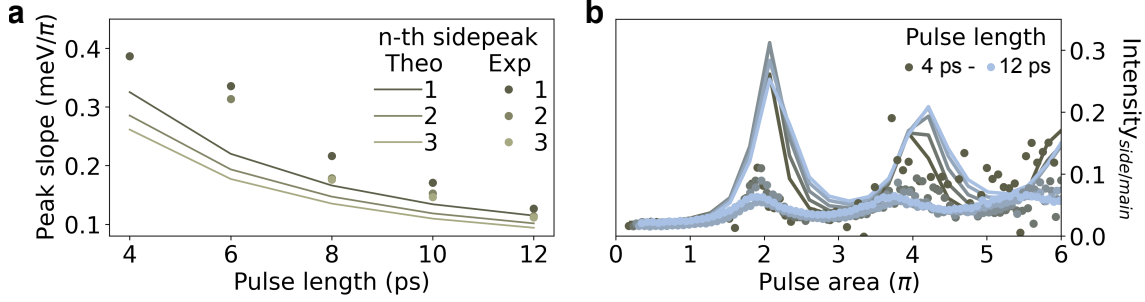 a
Peak slope (meV/π)
0.4
0.3
0.2
0.1
n-th sidepeak
Theo Exp
1 1
2 2
3 3
4 6 8 10 12
Pulse length (ps)
b
Pulse length
4 ps - 12 ps
0.3
0.2
0.1
0.0
Intensity side/main
0 1 2 3 4 5 6
Pulse area (π)